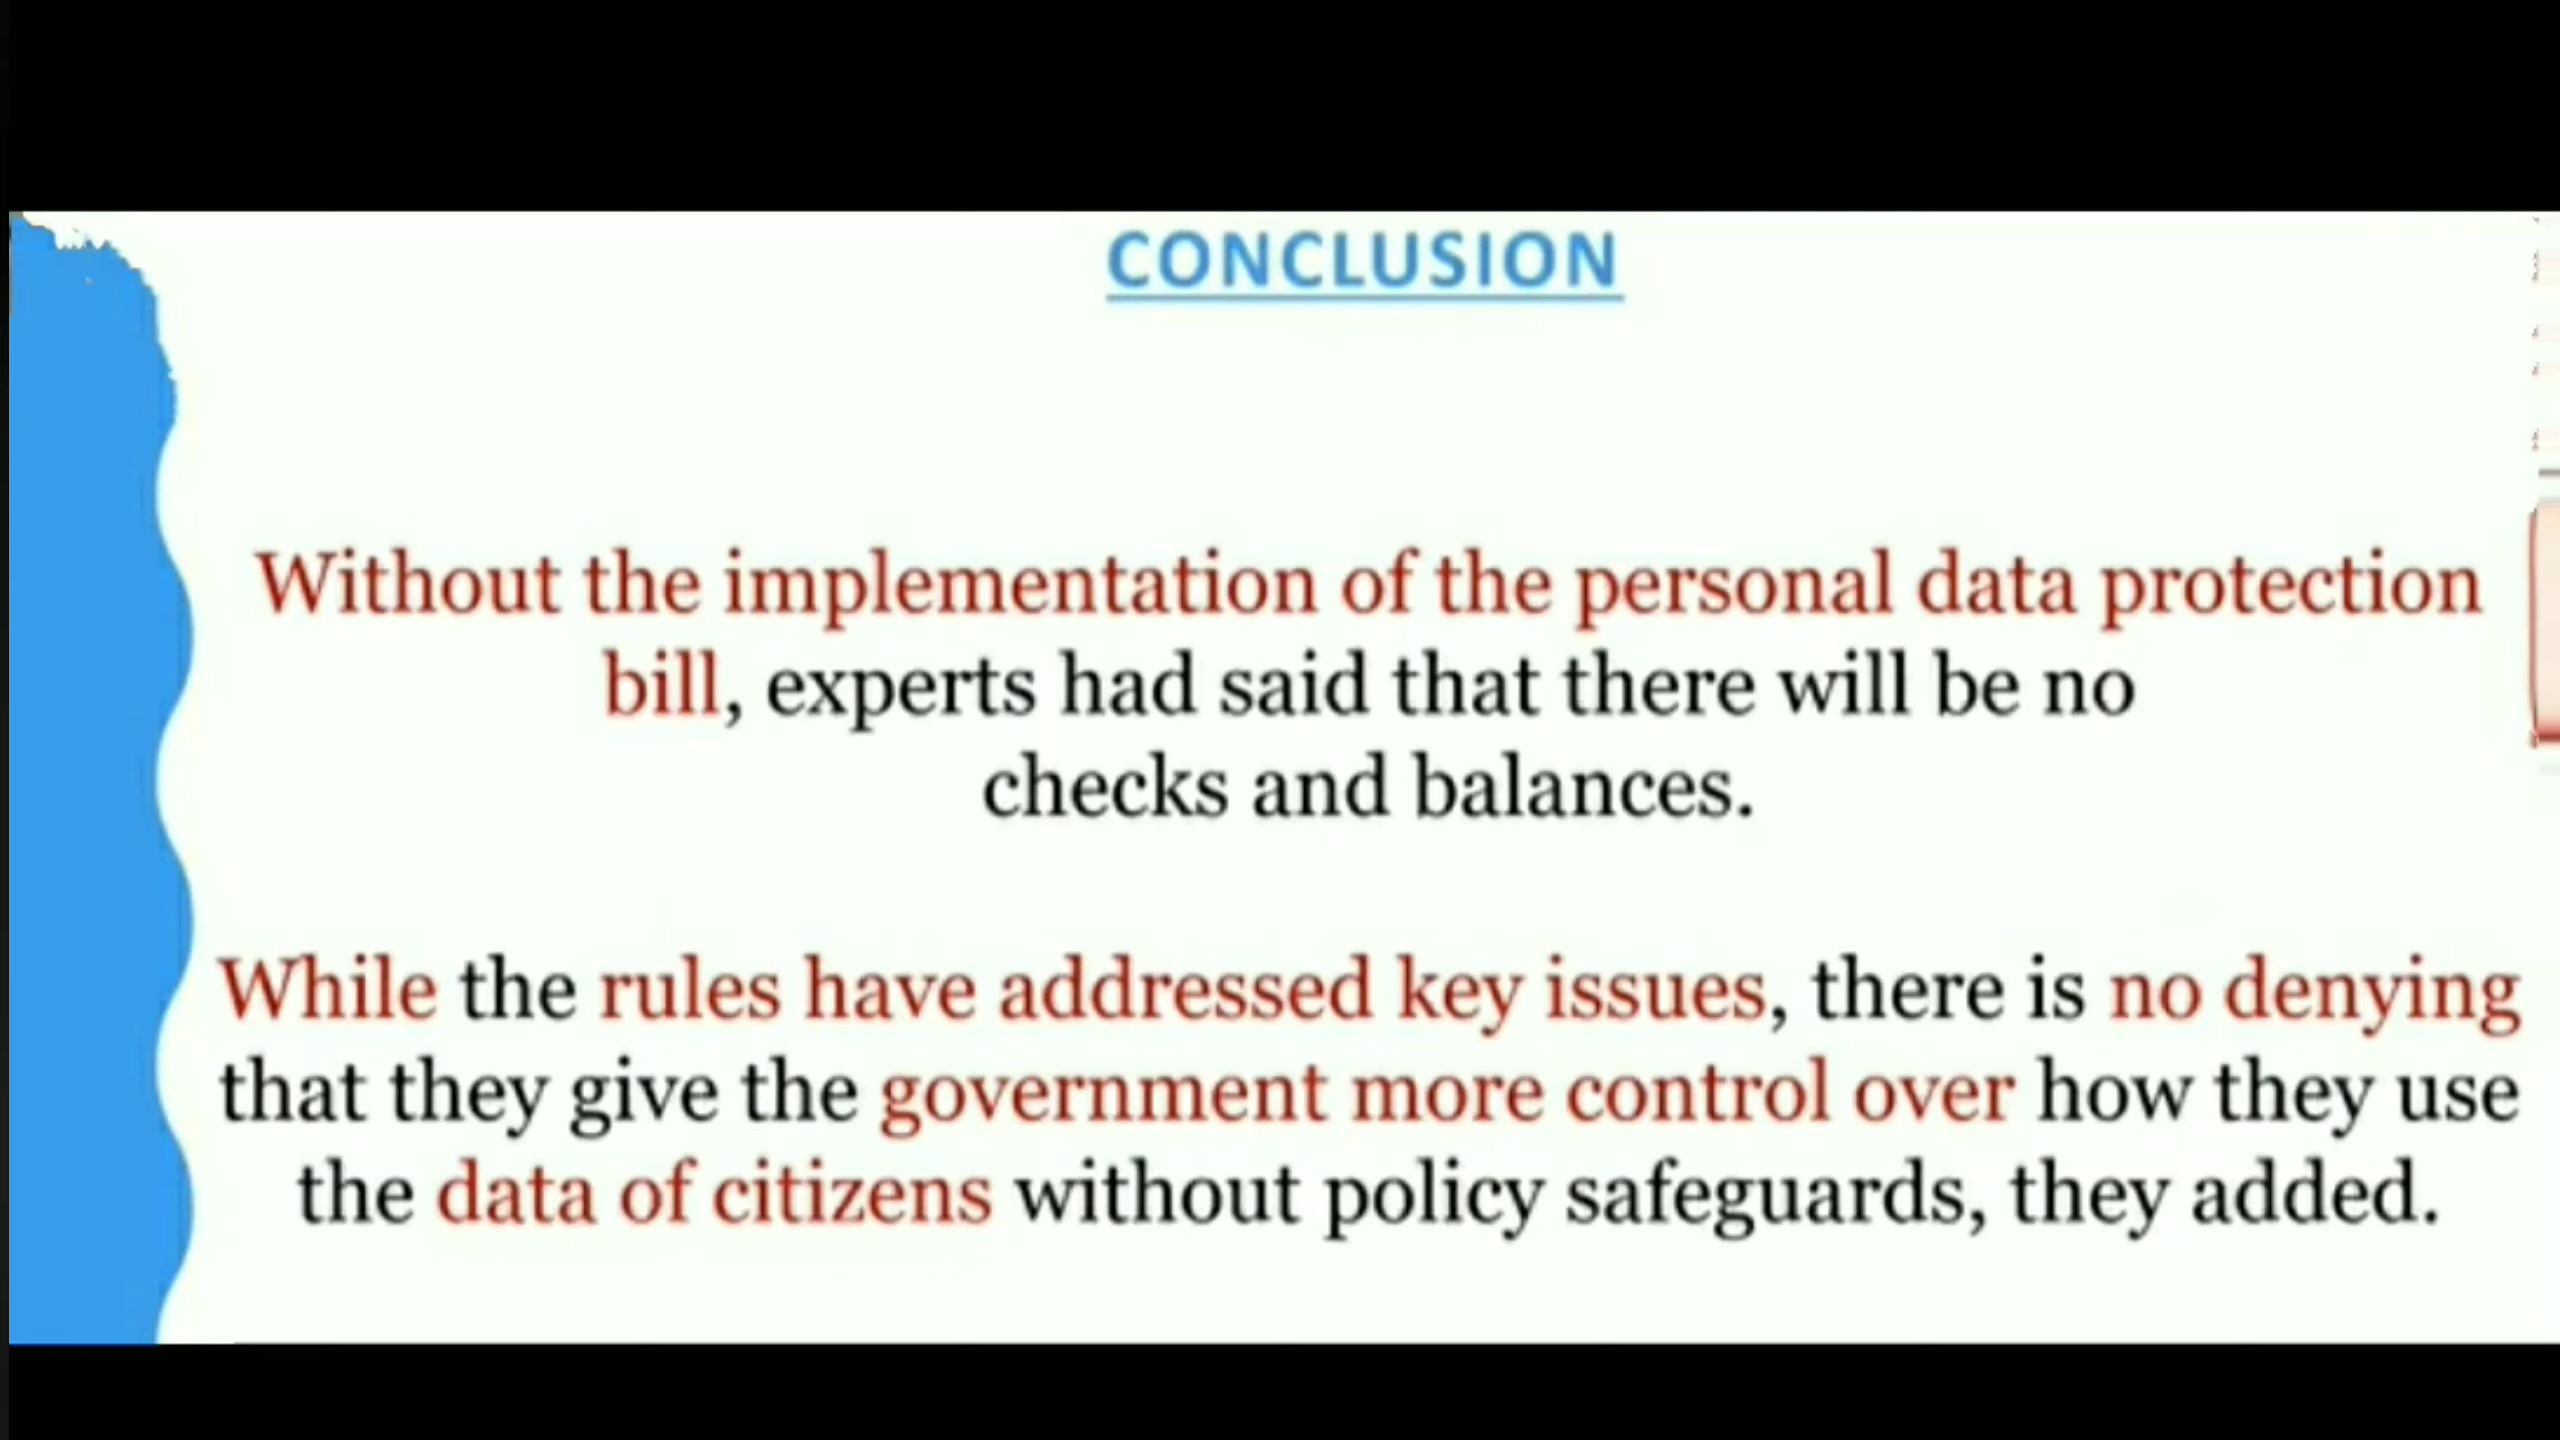 CONCLUSION
Without the implementation of the personal data protection
bill, experts had said that there will be no
checks and balances.
While the rules have addressed key issues, there is no denying
that they give the government more control over how they use
the data of citizens without policy safeguards, they added.